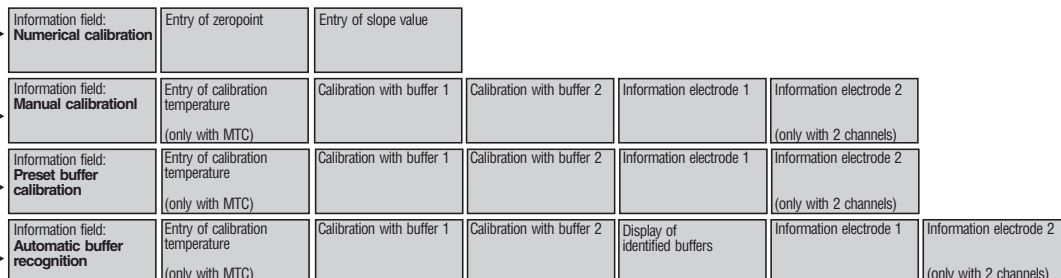 Information field:
Numerical calibration
Entry of zeropoint
Entry of slope value
Information field:
Manual calibrationl
Entry of calibration
temperature
(only with MTC)
Calibration with buffer 1
Calibration with buffer 2
Information electrode 1
Information electrode 2
(only with 2 channels)
Information field:
Preset buffer
calibration
Entry of calibration
temperature
(only with MTC)
Calibration with buffer 1
Calibration with buffer 2
Information electrode 1
Information electrode 2
(only with 2 channels)
Information field:
Automatic buffer
recognition
Entry of calibration
temperature
(only with MTC)
Calibration with buffer 1
Calibration with buffer 2
Display of
identified buffers
Information electrode 1
Information electrode 2
(only with 2 channels)